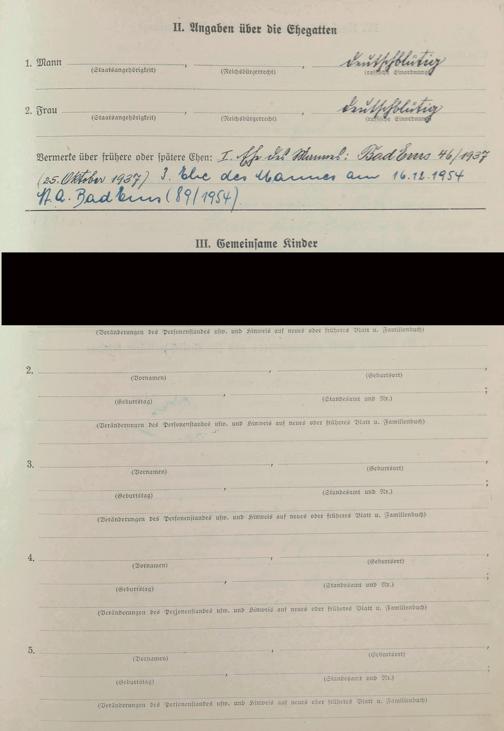 II. Angaben über die Ehegatten
1. Mann , , deutschblütig
(Staatsangehörigkeit) (Reichsbürgerrecht) (rassische Einordnung)
2. Frau , , deutschblütig
(Staatsangehörigkeit) (Reichsbürgerrecht) (rassische Einordnung)
Vermerke über frühere oder spätere Ehen: I. Ehe des Mannes: Bad Ems 46/1937
(25. Oktober 1937) 3. Ehe des Mannes am 16.12.1954
St.A. Bad Ems (89/1954).
III. Gemeinsame Kinder
(Veränderungen des Personenstandes usw. und Hinweis auf neues oder früheres Blatt u. Familienbuch)
2. , ,
(Vornamen) (Geburtsort)
, ;
(Geburtstag) (Standesamt und Nr.)
(Veränderungen des Personenstandes usw. und Hinweis auf neues oder früheres Blatt u. Familienbuch)
3. , ,
(Vornamen) (Geburtsort)
, ;
(Geburtstag) (Standesamt und Nr.)
(Veränderungen des Personenstandes usw. und Hinweis auf neues oder früheres Blatt u. Familienbuch)
4. , ,
(Vornamen) (Geburtsort)
, ;
(Geburtstag) (Standesamt und Nr.)
(Veränderungen des Personenstandes usw. und Hinweis auf neues oder früheres Blatt u. Familienbuch)
5. , ,
(Vornamen) (Geburtsort)
, ;
(Geburtstag) (Standesamt und Nr.)
(Veränderungen des Personenstandes usw. und Hinweis auf neues oder früheres Blatt u. Familienbuch)